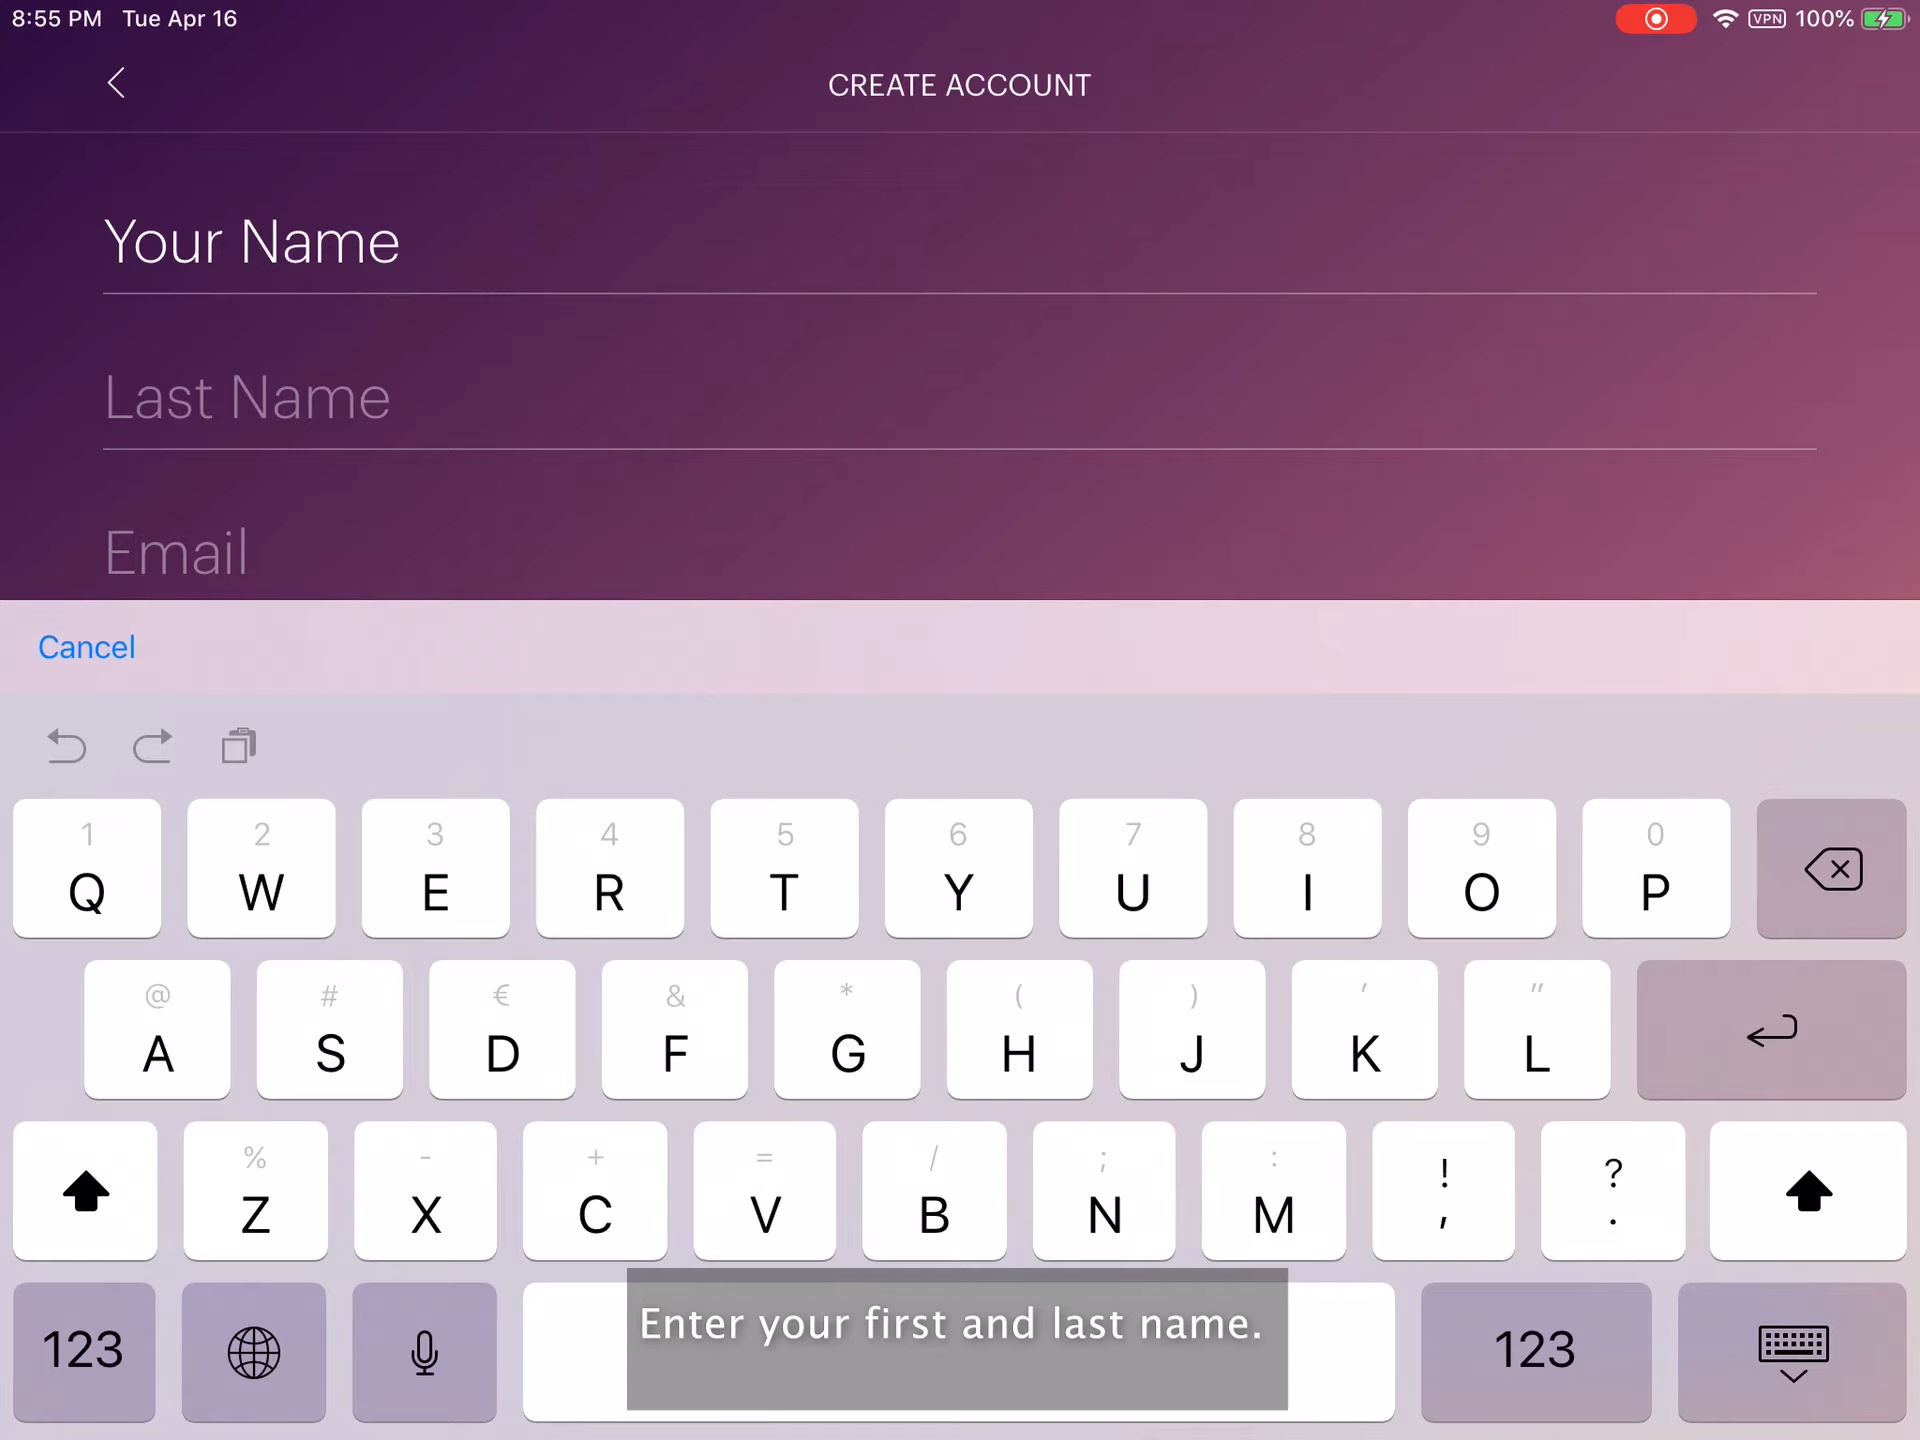 8:55 PM Tue Apr 16 VPN 100%
CREATE ACCOUNT
Your Name
Last Name
Email
Cancel
1 2 3 4 5 6 7 8 9 0
Q W E R T Y U I O P
@ # € & * ( ) ' "
A S D F G H J K L
% - + = / ; : ! ?
Z X C V B N M , .
123 Enter your first and last name. 123